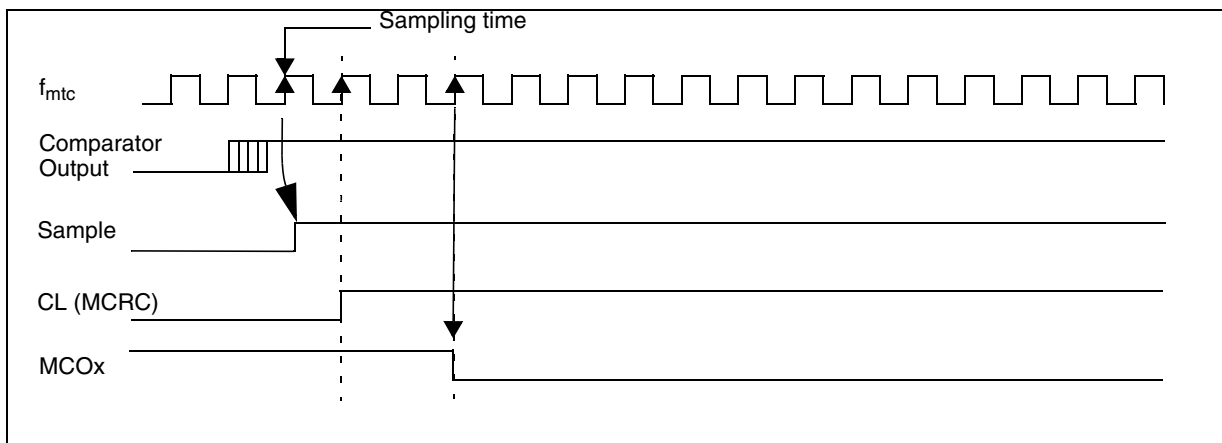 Sampling time
fmtc
Comparator
Output
Sample
CL (MCRC)
MCOx